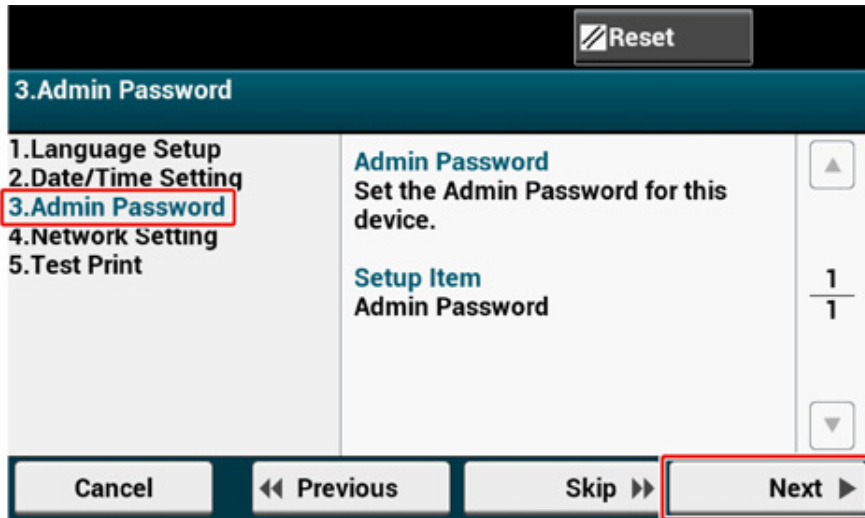 Reset
3.Admin Password
1.Language Setup
2.Date/Time Setting
3.Admin Password
4.Network Setting
5.Test Print
Admin Password
Set the Admin Password for this
device.
Setup Item
Admin Password
1
1
Cancel
Previous
Skip
Next